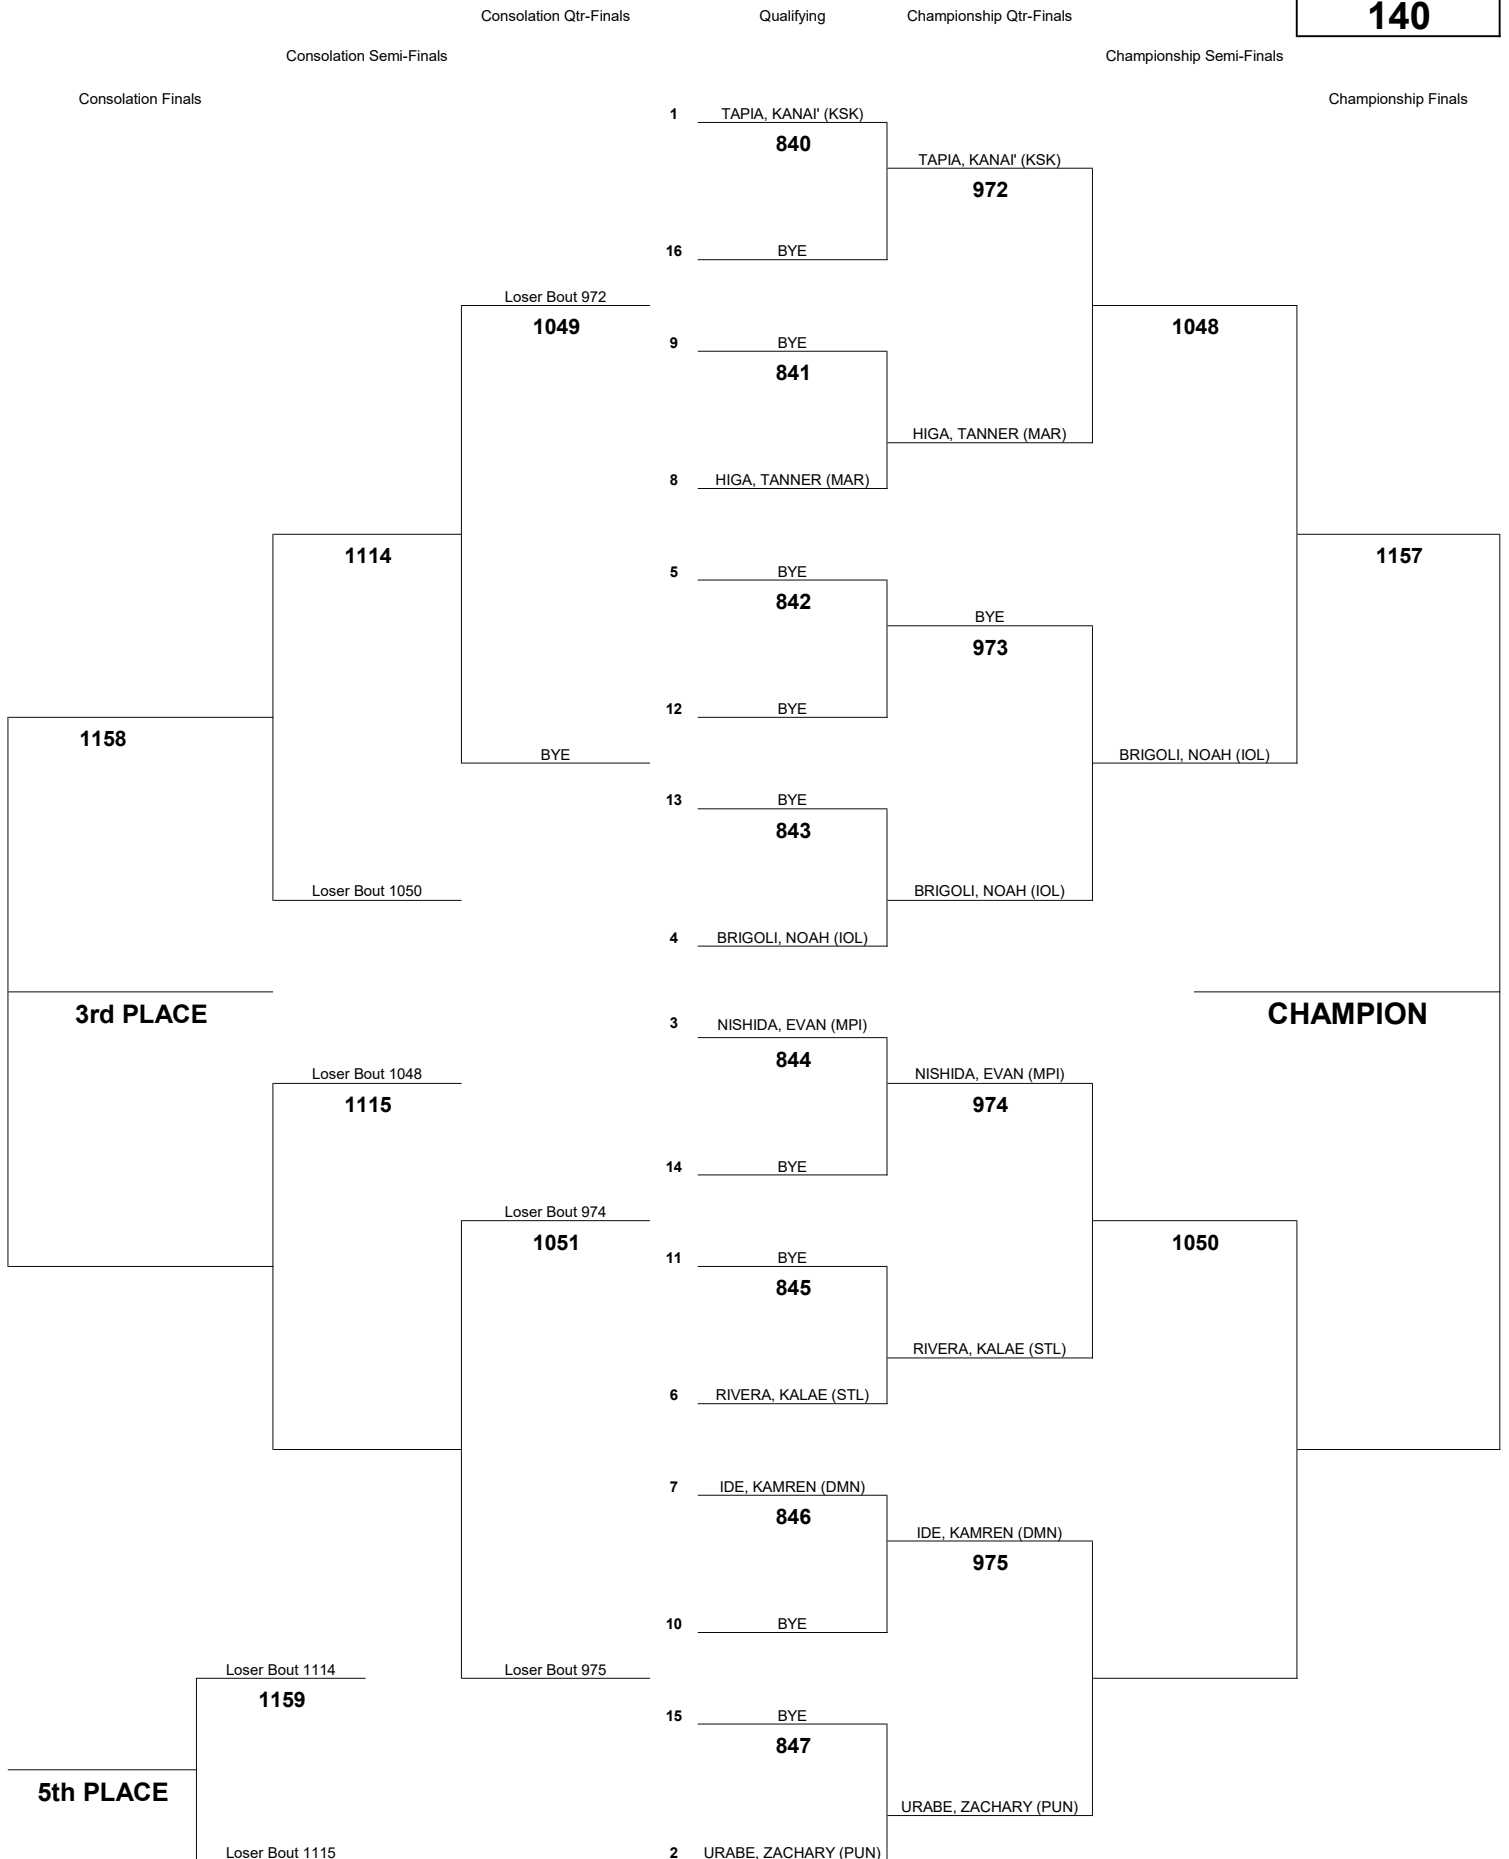 Consolation Qtr-Finals Qualifying Championship Qtr-Finals 140
Consolation Semi-Finals Championship Semi-Finals
Consolation Finals Championship Finals
1 TAPIA, KANAI' (KSK)
840
TAPIA, KANAI' (KSK)
972
16 BYE
Loser Bout 972
1049 1048
9 BYE
841
HIGA, TANNER (MAR)
8 HIGA, TANNER (MAR)
1114 1157
5 BYE
842
BYE
973
12 BYE
1158
BYE BRIGOLI, NOAH (IOL)
13 BYE
843
Loser Bout 1050 BRIGOLI, NOAH (IOL)
4 BRIGOLI, NOAH (IOL)
3rd PLACE CHAMPION
3 NISHIDA, EVAN (MPI)
844
Loser Bout 1048 NISHIDA, EVAN (MPI)
1115 974
14 BYE
Loser Bout 974
1051 1050
11 BYE
845
RIVERA, KALAE (STL)
6 RIVERA, KALAE (STL)
7 IDE, KAMREN (DMN)
846
IDE, KAMREN (DMN)
975
10 BYE
Loser Bout 1114 Loser Bout 975
1159
15 BYE
847
5th PLACE
URABE, ZACHARY (PUN)
Loser Bout 1115 2 URABE, ZACHARY (PUN)